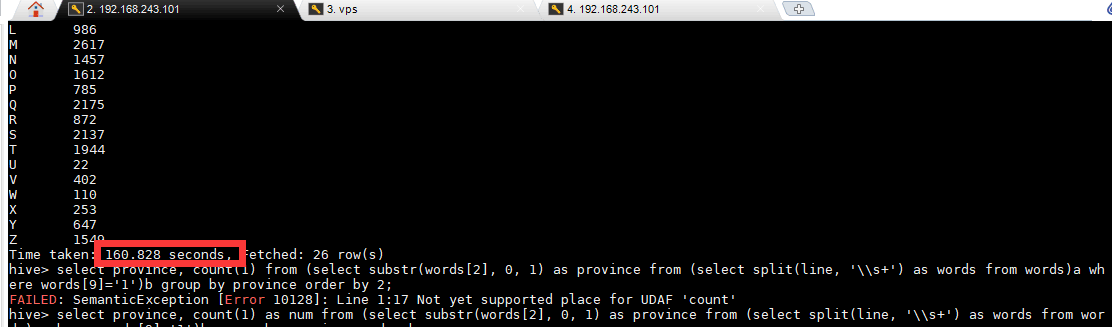 2. 192.168.243.101
3. vps
4. 192.168.243.101
L 986
M 2617
N 1457
O 1612
P 785
Q 2175
R 872
S 2137
T 1944
U 22
V 402
W 110
X 253
Y 647
Z 1549
Time taken: 160.828 seconds, Fetched: 26 row(s)
hive> select province, count(1) from (select substr(words[2], 0, 1) as province from (select split(line, '\\s+') as words from words)a wh
ere words[9]='1')b group by province order by 2;
FAILED: SemanticException [Error 10128]: Line 1:17 Not yet supported place for UDAF 'count'
hive> select province, count(1) as num from (select substr(words[2], 0, 1) as province from (select split(line, '\\s+') as words from wor